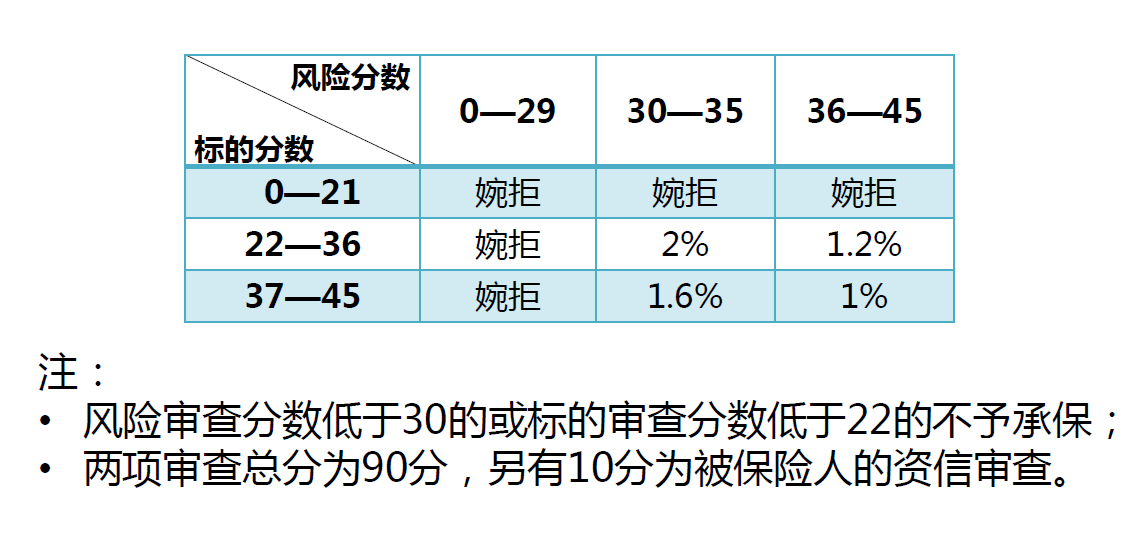 风险分数
标的分数
0—29 30—35 36—45
0—21 婉拒 婉拒 婉拒
22—36 婉拒 2% 1.2%
37—45 婉拒 1.6% 1%
注：
• 风险审查分数低于30的或标的审查分数低于22的不予承保；
• 两项审查总分为90分，另有10分为被保险人的资信审查。